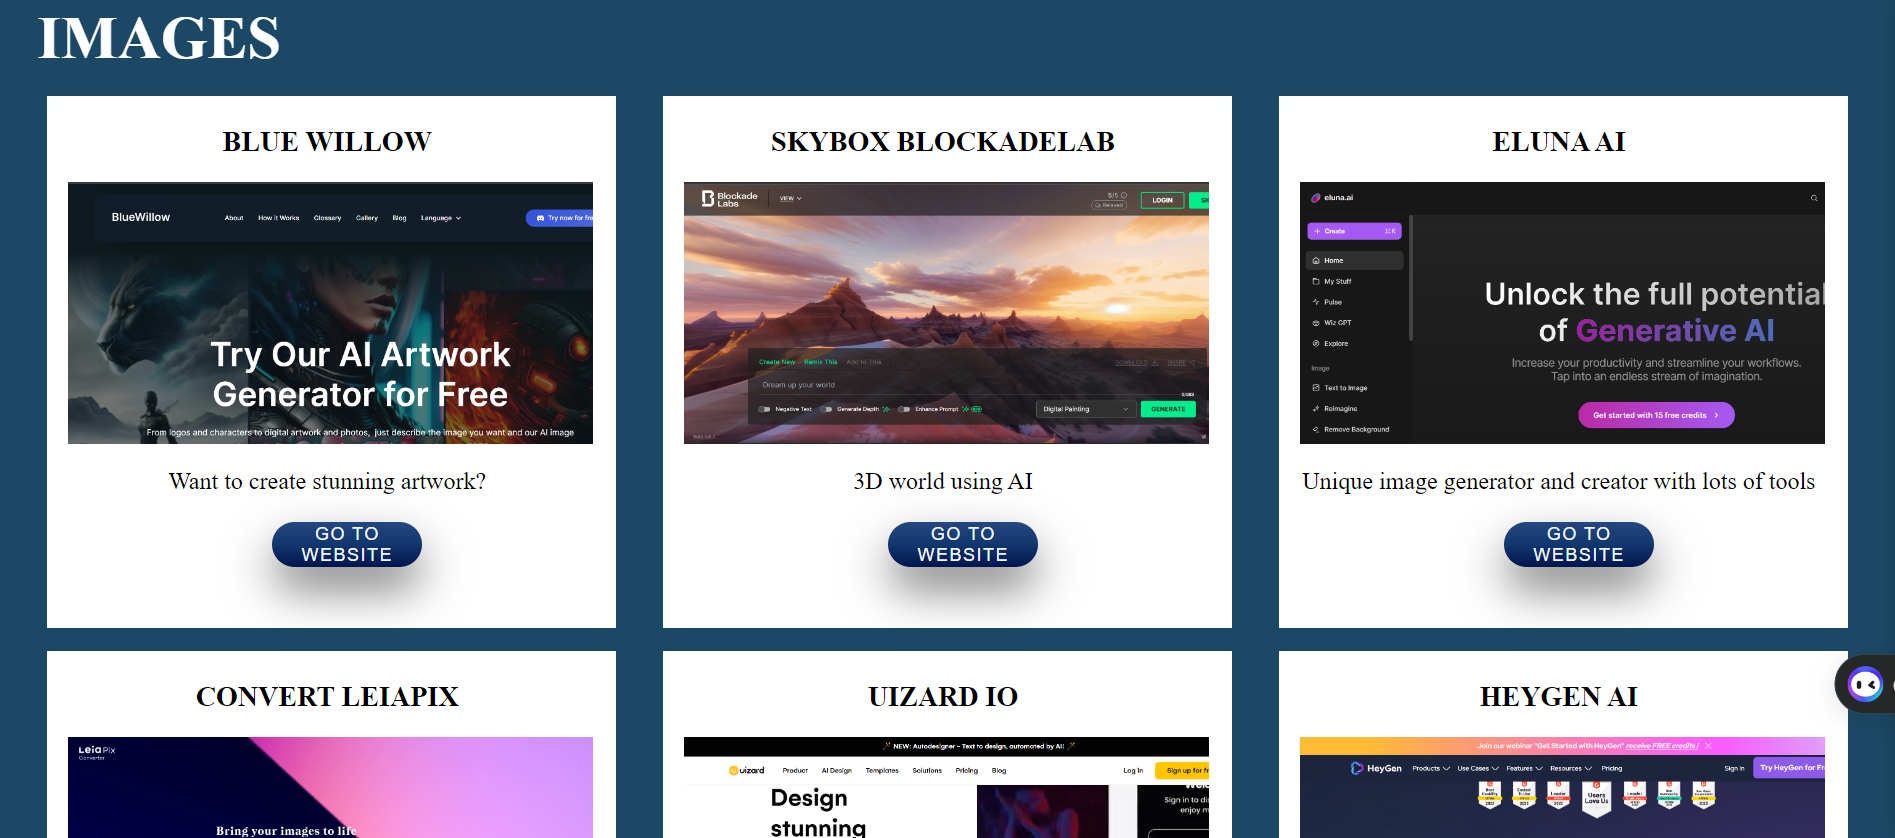 IMAGES
BLUE WILLOW
BlueWillow
About How it Works Glossary Gallery Blog Language
Try now for fre
Try Our AI Artwork
Generator for Free
From logos and characters to digital artwork and photos, just describe the image you want and our AI image
Want to create stunning artwork?
GO TO
WEBSITE
SKYBOX BLOCKADELAB
Blockade
Labs
VIEW
LOGIN
SK
Relaxed
Create New Remix This Add to This
DOWNLOAD SHARE
Dream up your world
Negative Text Generate Depth Enhance Prompt
Digital Painting
GENERATE
3D world using AI
GO TO
WEBSITE
ELUNA AI
eluna.ai
Create
Home
My Stuff
Pulse
Wiz GPT
Explore
Image
Text to Image
Reimagine
Remove Background
Unlock the full potential
of Generative AI
Increase your productivity and streamline your workflows.
Tap into an endless stream of imagination.
Get started with 15 free credits
Unique image generator and creator with lots of tools
GO TO
WEBSITE
CONVERT LEIAPIX
Leia Pix
Converter
Bring your images to life
UIZARD IO
NEW: Autodesigner – Text to design, automated by AI!
uizard
Product AI Design Templates Solutions Pricing Blog
Log in
Sign up for fr
Design
stunning
Sign in to di
enjoy m
HEYGEN AI
Join our webinar "Get Started with HeyGen" receive FREE credits!
HeyGen
Products Use Cases Features Resources Pricing
Sign in
Try HeyGen for Fr
Leader
Users
Love Us
Leader